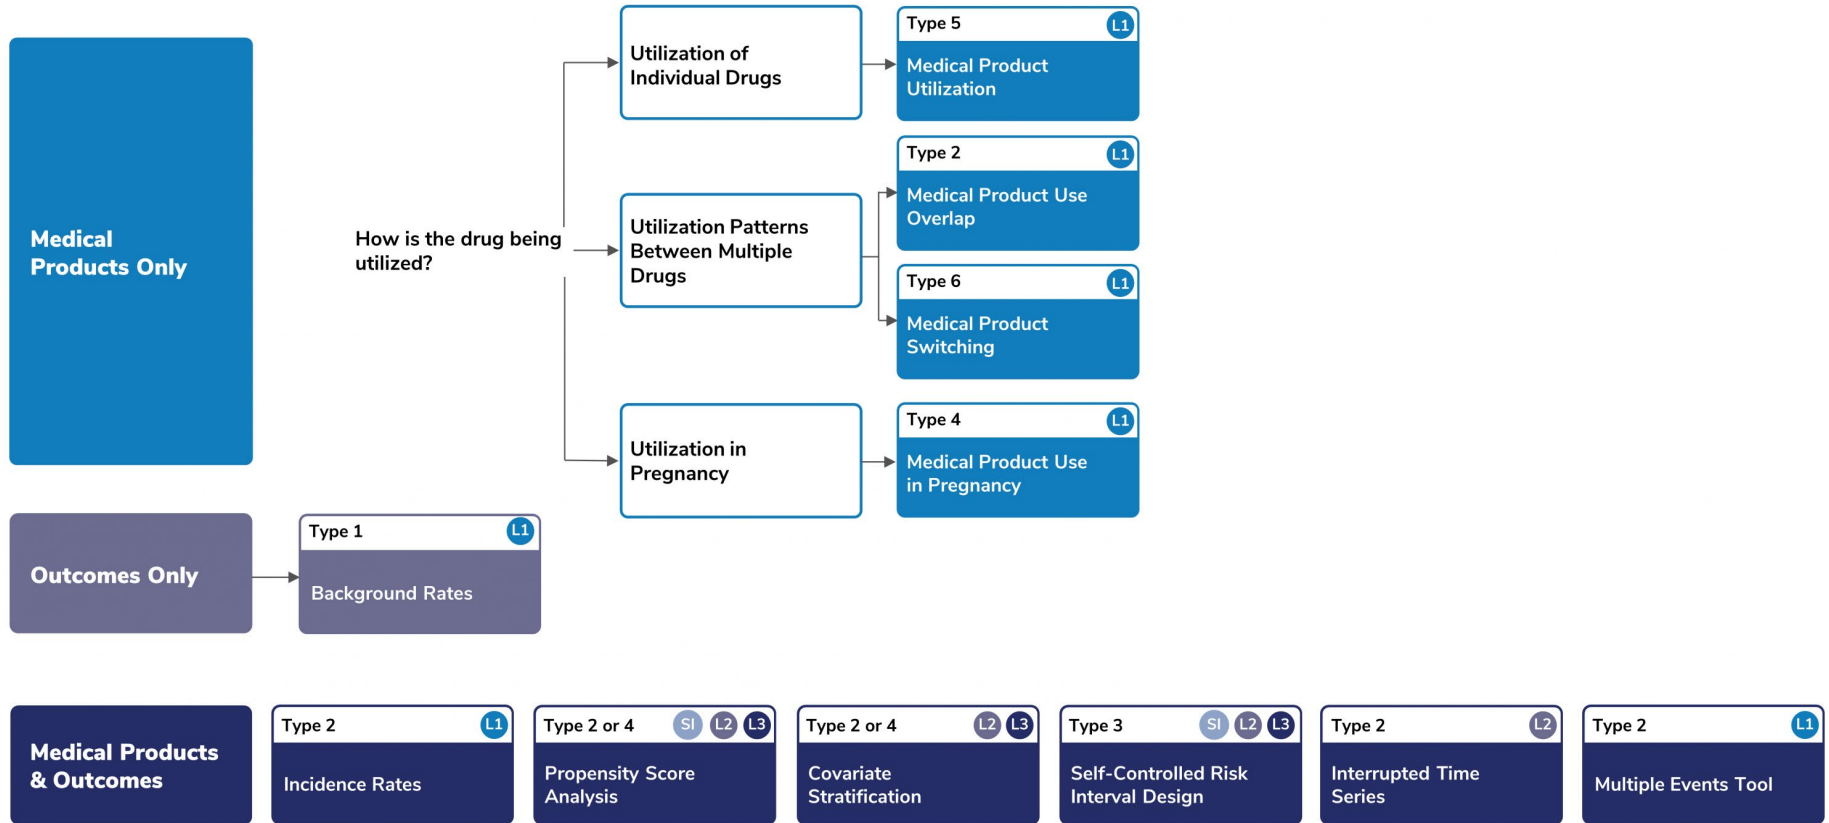 Medical
Products Only
How is the drug being
utilized?
Utilization of
Individual Drugs
Type 5 L1
Medical Product
Utilization
Utilization Patterns
Between Multiple
Drugs
Type 2 L1
Medical Product Use
Overlap
Type 6 L1
Medical Product
Switching
Utilization in
Pregnancy
Type 4 L1
Medical Product Use
in Pregnancy
Outcomes Only
Type 1 L1
Background Rates
Medical Products
& Outcomes
Type 2 L1
Incidence Rates
Type 2 or 4 SI L2 L3
Propensity Score
Analysis
Type 2 or 4 L2 L3
Covariate
Stratification
Type 3 SI L2 L3
Self-Controlled Risk
Interval Design
Type 2 L2
Interrupted Time
Series
Type 2 L1
Multiple Events Tool